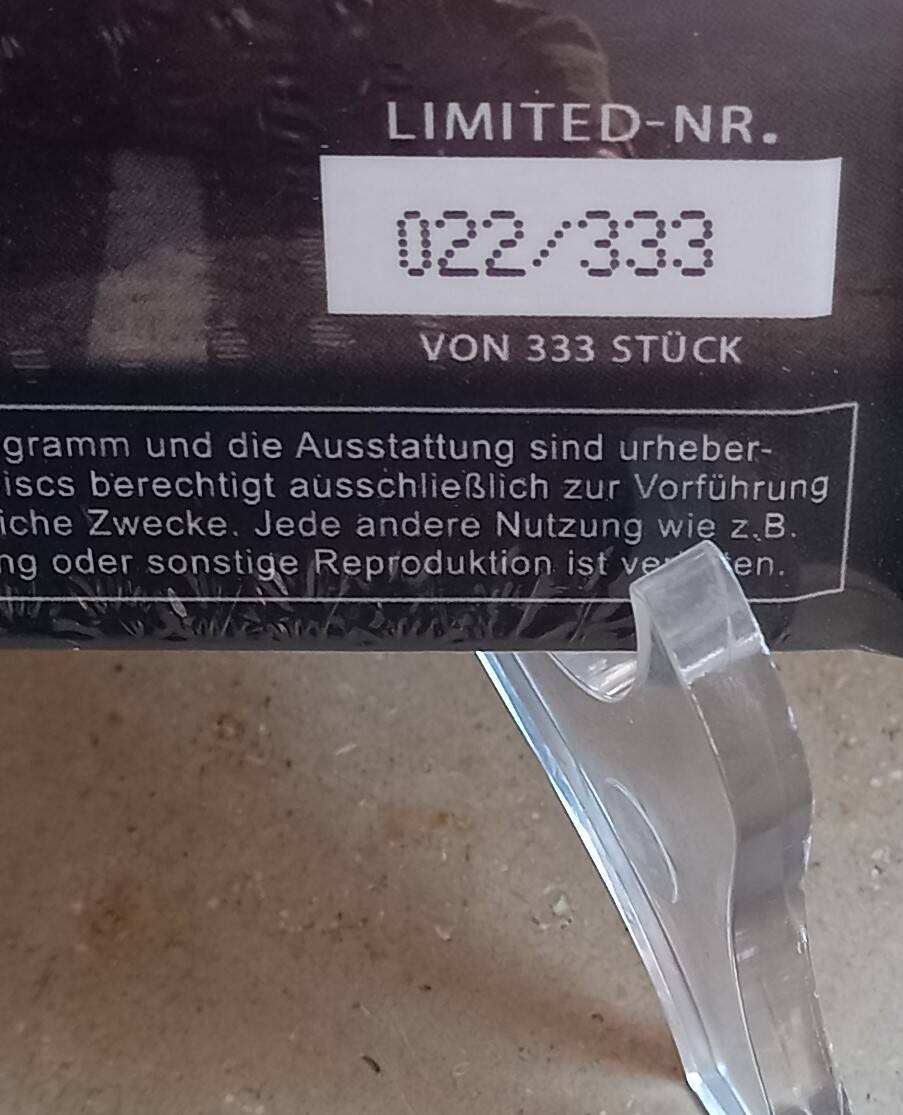 LIMITED-NR.
022/333
VON 333 STÜCK
gramm und die Ausstattung sind urheber-
iscs berechtigt ausschließlich zur Vorführung
iche Zwecke. Jede andere Nutzung wie z.B.
ng oder sonstige Reproduktion ist